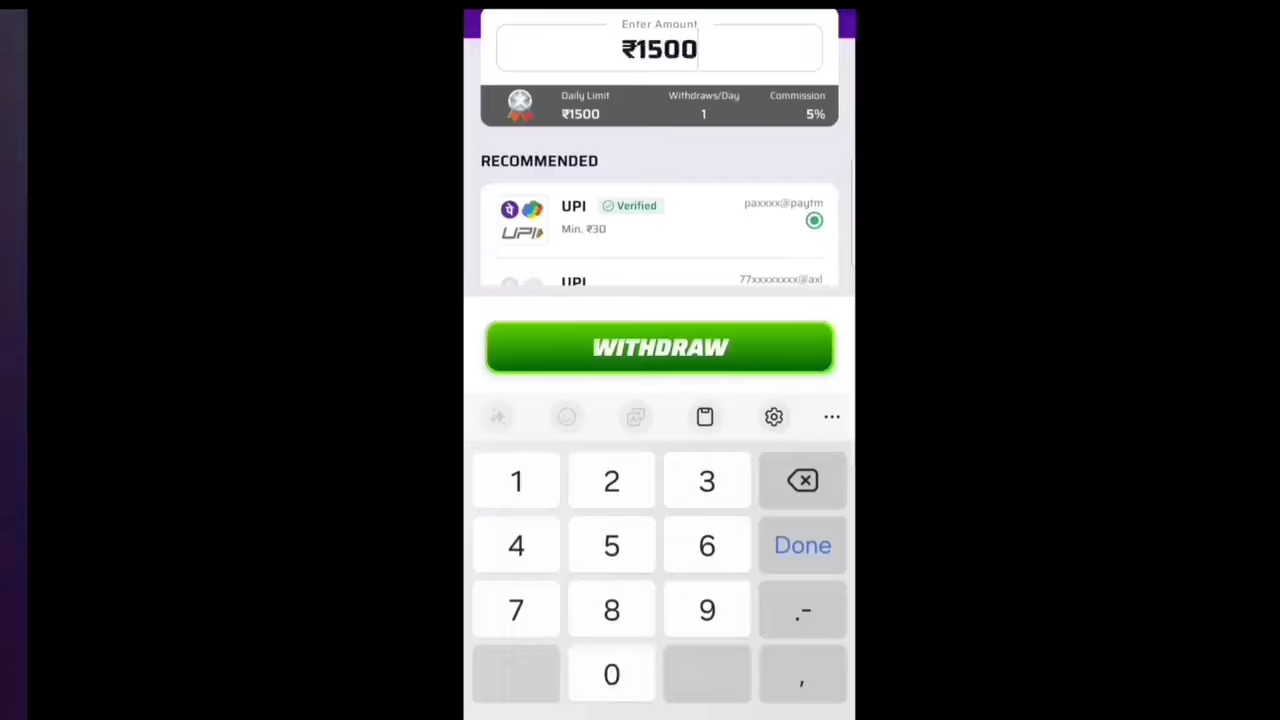 Enter Amount
₹1500
Daily Limit
Withdraws/Day
Commission
₹1500
1
5%
RECOMMENDED
UPI
Verified
paxxxx@paytm
UPI
Min. ₹30
UPI
77xxxxxxxx@axl
WITHDRAW
1 2 3
4 5 6 Done
7 8 9 .-
0 ,